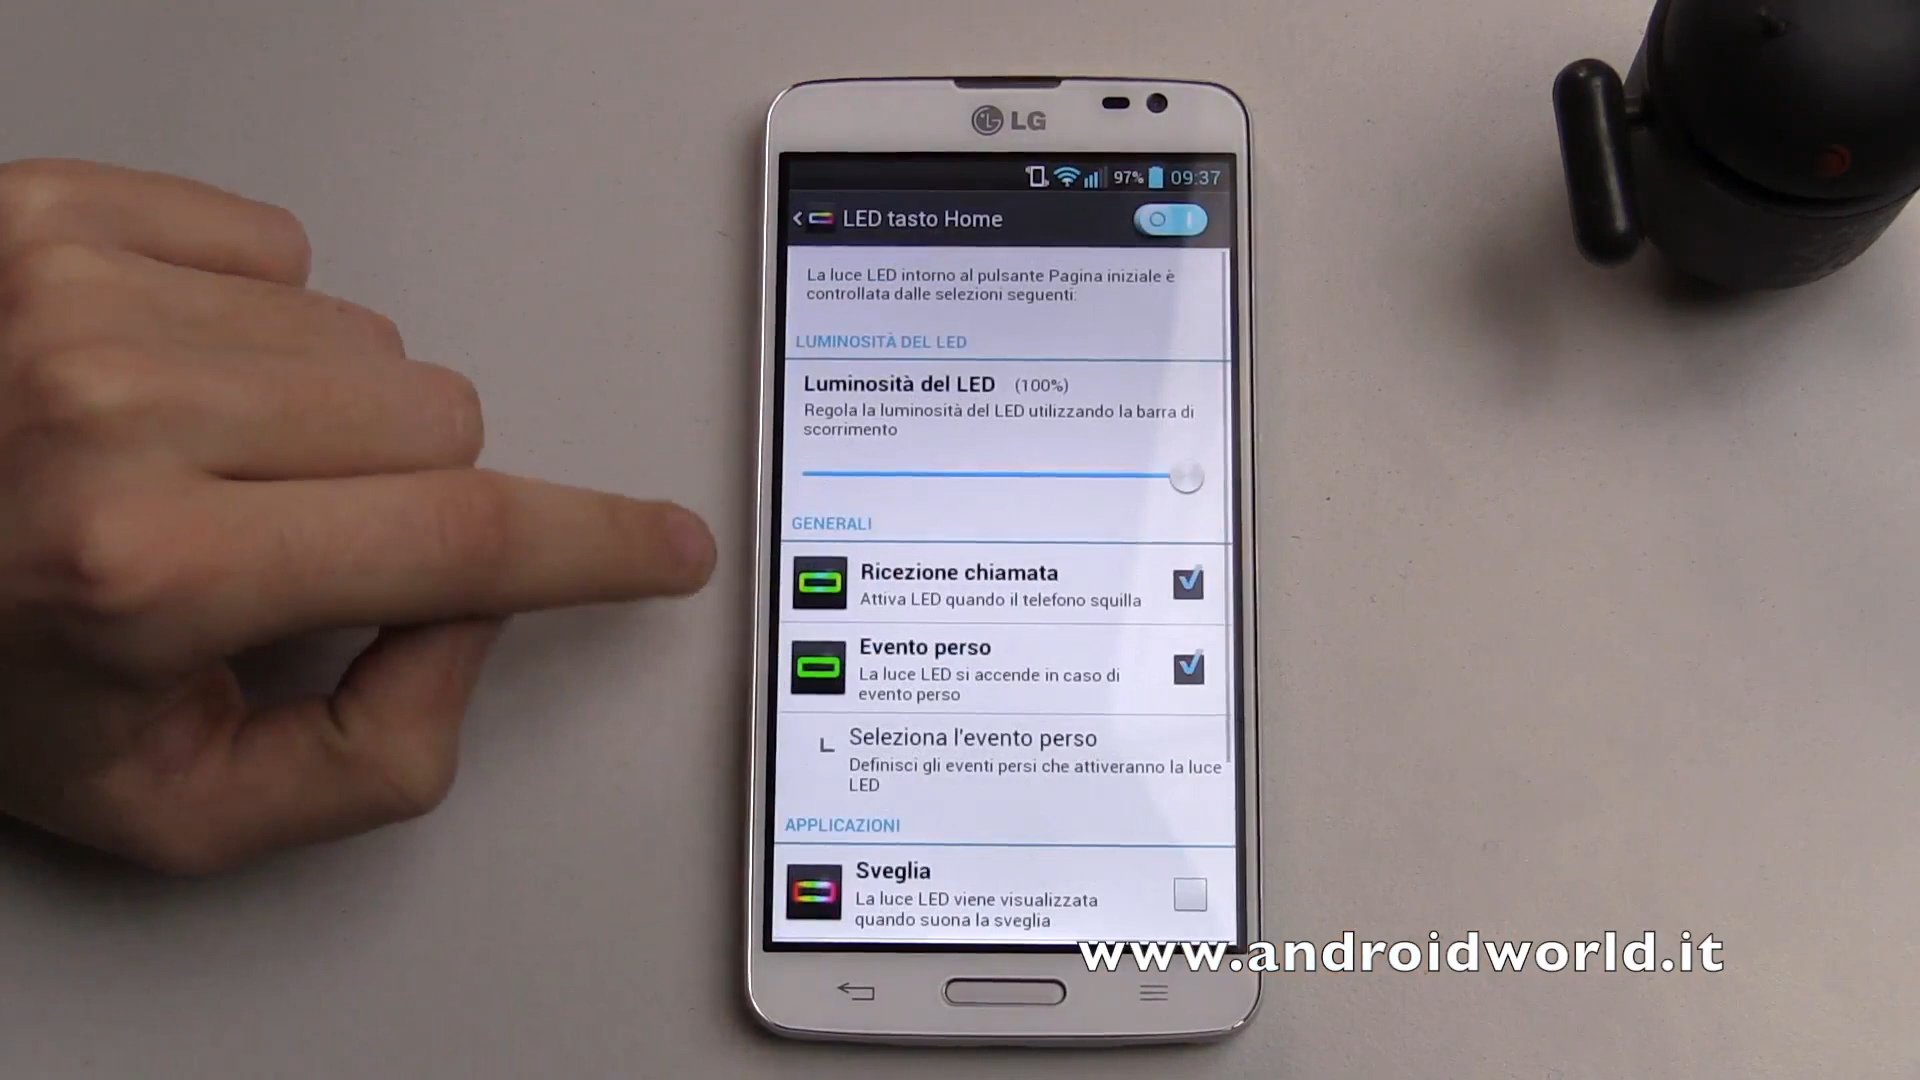 LG
97% 09:37
LED tasto Home
La luce LED intorno al pulsante Pagina iniziale è
controllata dalle selezioni seguenti:
LUMINOSITÀ DEL LED
Luminosità del LED (100%)
Regola la luminosità del LED utilizzando la barra di
scorrimento
GENERALI
Ricezione chiamata
Attiva LED quando il telefono squilla
Evento perso
La luce LED si accende in caso di
evento perso
Seleziona l'evento perso
Definisci gli eventi persi che attiveranno la luce
LED
APPLICAZIONI
Sveglia
La luce LED viene visualizzata
quando suona la sveglia
www.androidworld.it